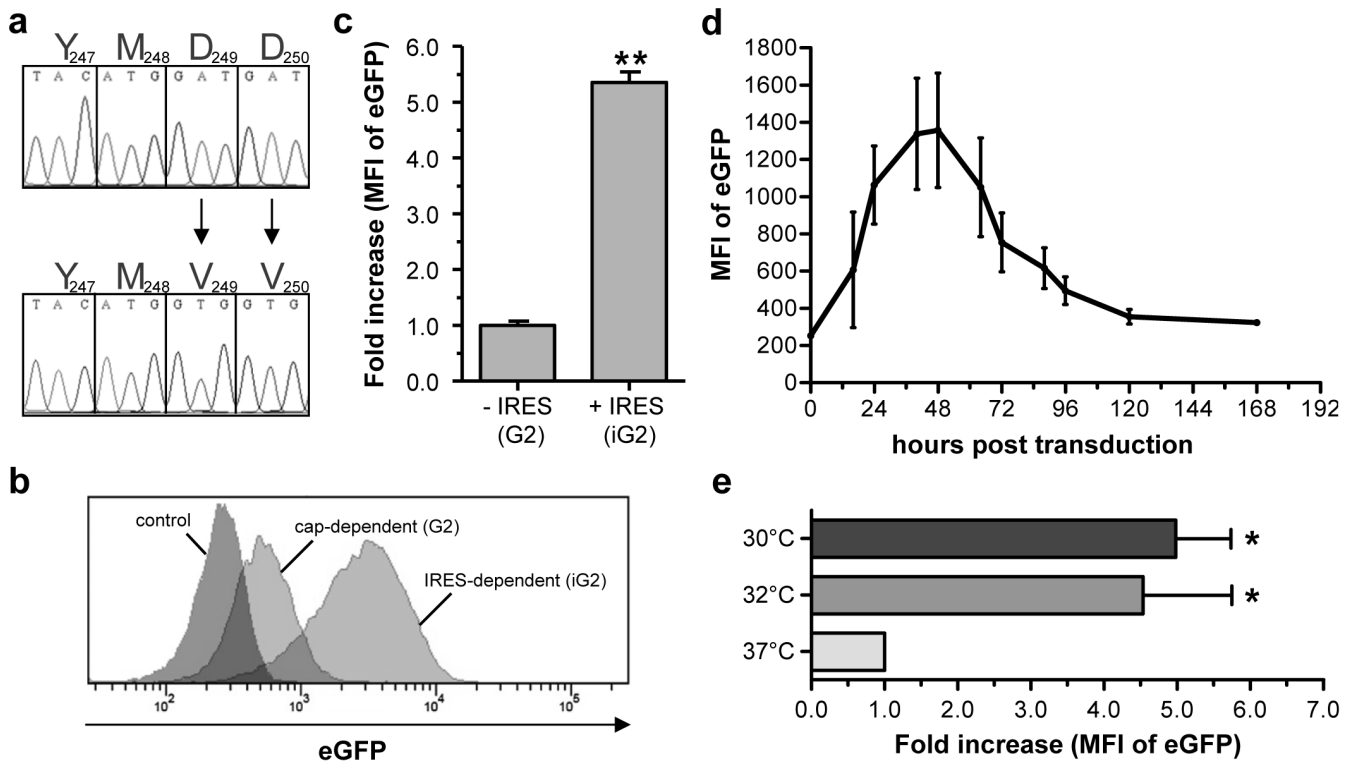 a
Y247 M248 D249 D250
T A C A T G G A T G A T
Y247 M248 V249 V250
T A C A T G G T G G T G
b
control
cap-dependent (G2)
IRES-dependent (iG2)
10² 10³ 10⁴ 10⁵
eGFP
c
Fold increase (MFI of eGFP)
6.0
5.0
4.0
3.0
2.0
1.0
0.0
**
- IRES
(G2)
+ IRES
(iG2)
d
MFI of eGFP
1800
1600
1400
1200
1000
800
600
400
200
0
0 24 48 72 96 120 144 168 192
hours post transduction
e
30°C
*
32°C
*
37°C
0.0 1.0 2.0 3.0 4.0 5.0 6.0 7.0
Fold increase (MFI of eGFP)